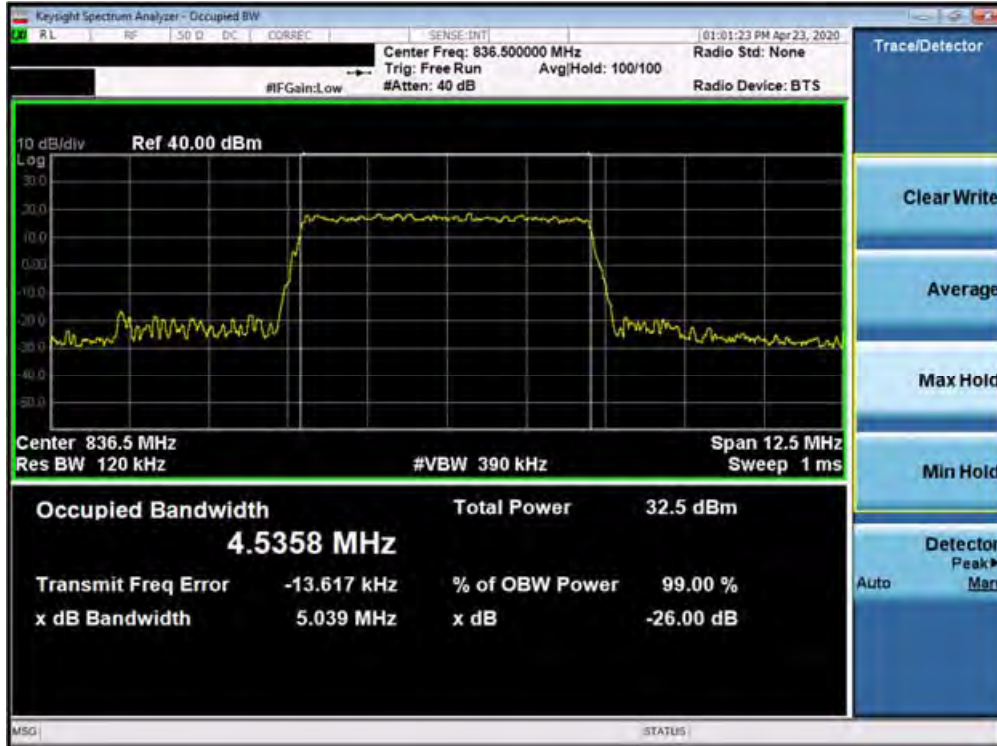 Keysight Spectrum Analyzer - Occupied BW
RL RF 50 Ω DC CORREC SENSE:INT 01:01:23 PM Apr 23, 2020
Center Freq: 836.500000 MHz Radio Std: None
Trig: Free Run Avg|Hold: 100/100
#IFGain:Low #Atten: 40 dB Radio Device: BTS
Trace/Detector
10 dB/div Ref 40.00 dBm
Log
30.0
20.0
10.0
0.00
-10.0
-20.0
-30.0
-40.0
-50.0
Center 836.5 MHz Span 12.5 MHz
Res BW 120 kHz #VBW 390 kHz Sweep 1 ms
Occupied Bandwidth Total Power 32.5 dBm
4.5358 MHz
Transmit Freq Error -13.617 kHz % of OBW Power 99.00 %
x dB Bandwidth 5.039 MHz x dB -26.00 dB
Clear Write
Average
Max Hold
Min Hold
Detector
Peak
Auto Man
MSG STATUS